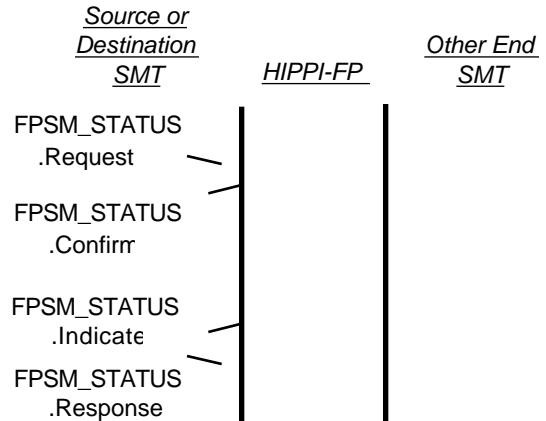 Source or
Destination
SMT
HIPPI-FP
Other End
SMT
FPSM_STATUS
.Request
FPSM_STATUS
.Confirm
FPSM_STATUS
.Indicate
FPSM_STATUS
.Response